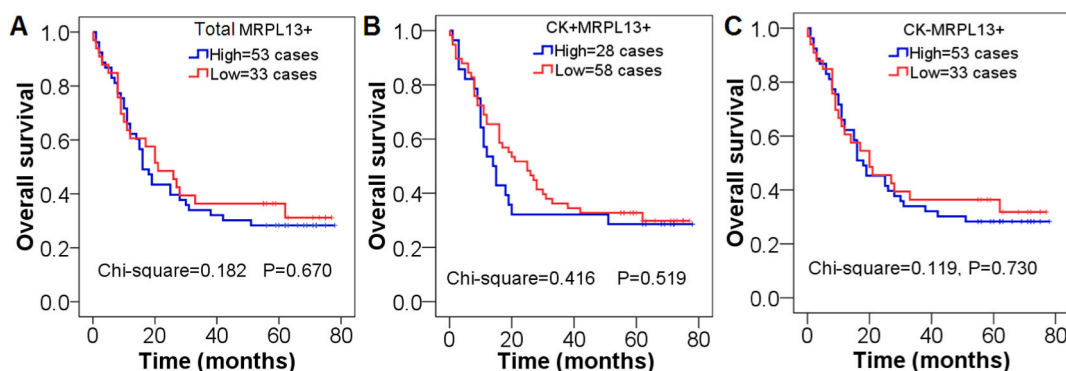 A
Total MRPL13+
High=53 cases
Low=33 cases
Overall survival
1.0
0.8
0.6
0.4
0.2
0.0
Chi-square=0.182 P=0.670
0 20 40 60 80
Time (months)
B
CK+MRPL13+
High=28 cases
Low=58 cases
Overall survival
1.0
0.8
0.6
0.4
0.2
0.0
Chi-square=0.416 P=0.519
0 20 40 60 80
Time (months)
C
CK-MRPL13+
High=53 cases
Low=33 cases
Overall survival
1.0
0.8
0.6
0.4
0.2
0.0
Chi-square=0.119, P=0.730
0 20 40 60 80
Time (months)